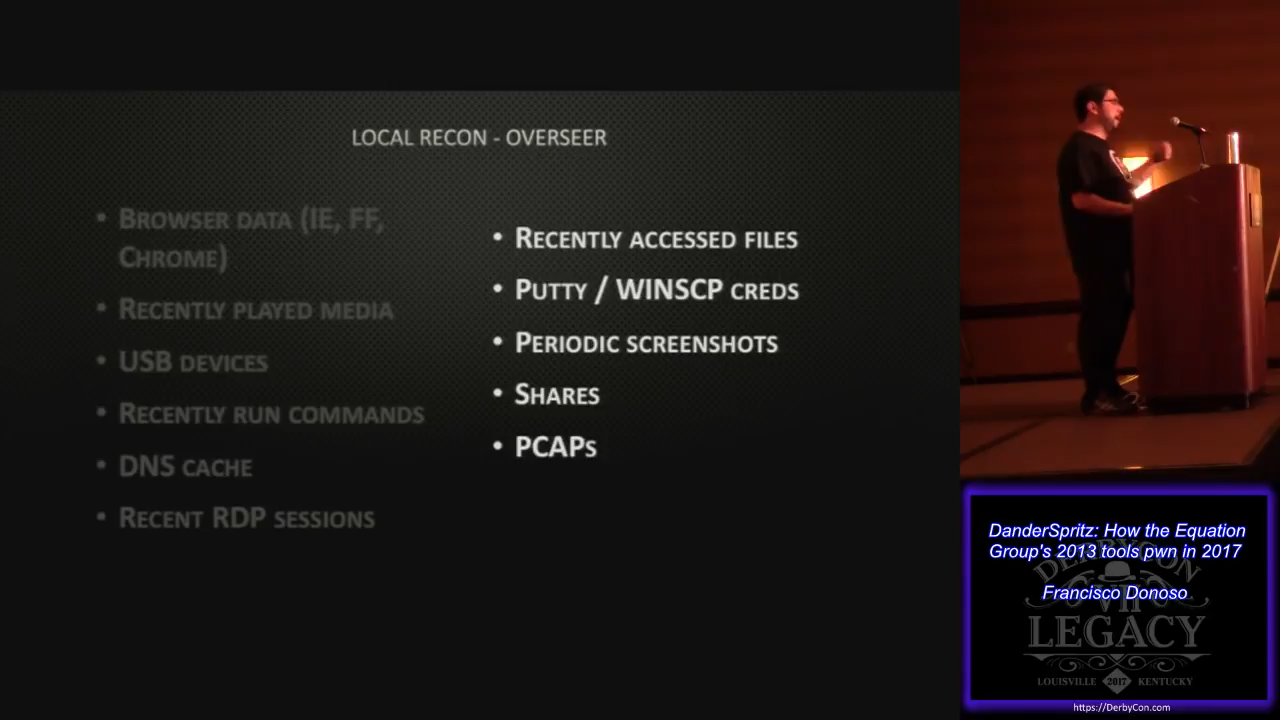 LOCAL RECON - OVERSEER
• BROWSER DATA (IE, FF,
CHROME)
• RECENTLY PLAYED MEDIA
• USB DEVICES
• RECENTLY RUN COMMANDS
• DNS CACHE
• RECENT RDP SESSIONS
• RECENTLY ACCESSED FILES
• PUTTY / WINSCP CREDS
• PERIODIC SCREENSHOTS
• SHARES
• PCAPS
DanderSpritz: How the Equation
Group's 2013 tools pwn in 2017
Francisco Donoso
DERBYCON
VII
LEGACY
LOUISVILLE 2017 KENTUCKY
https://DerbyCon.com